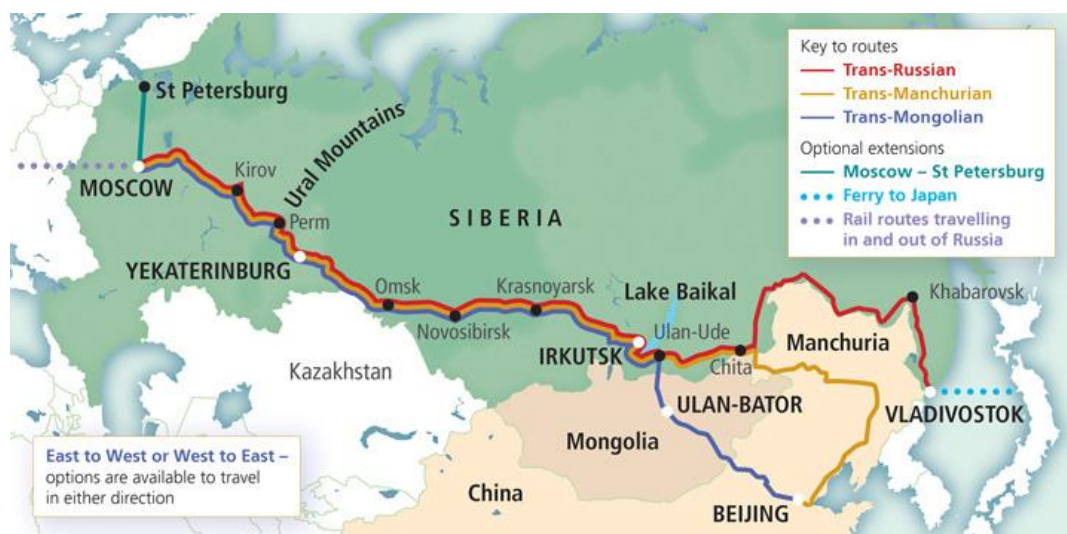 Key to routes
Trans-Russian
Trans-Manchurian
Trans-Mongolian
Optional extensions
Moscow – St Petersburg
Ferry to Japan
Rail routes travelling
in and out of Russia
St Petersburg
MOSCOW
Kirov
Ural Mountains
Perm
SIBERIA
YEKATERINBURG
Omsk
Novosibirsk
Krasnoyarsk
Lake Baikal
Khabarovsk
IRKUTSK
Ulan-Ude
Chita
Manchuria
Kazakhstan
ULAN-BATOR
VLADIVOSTOK
Mongolia
China
BEIJING
East to West or West to East –
options are available to travel
in either direction